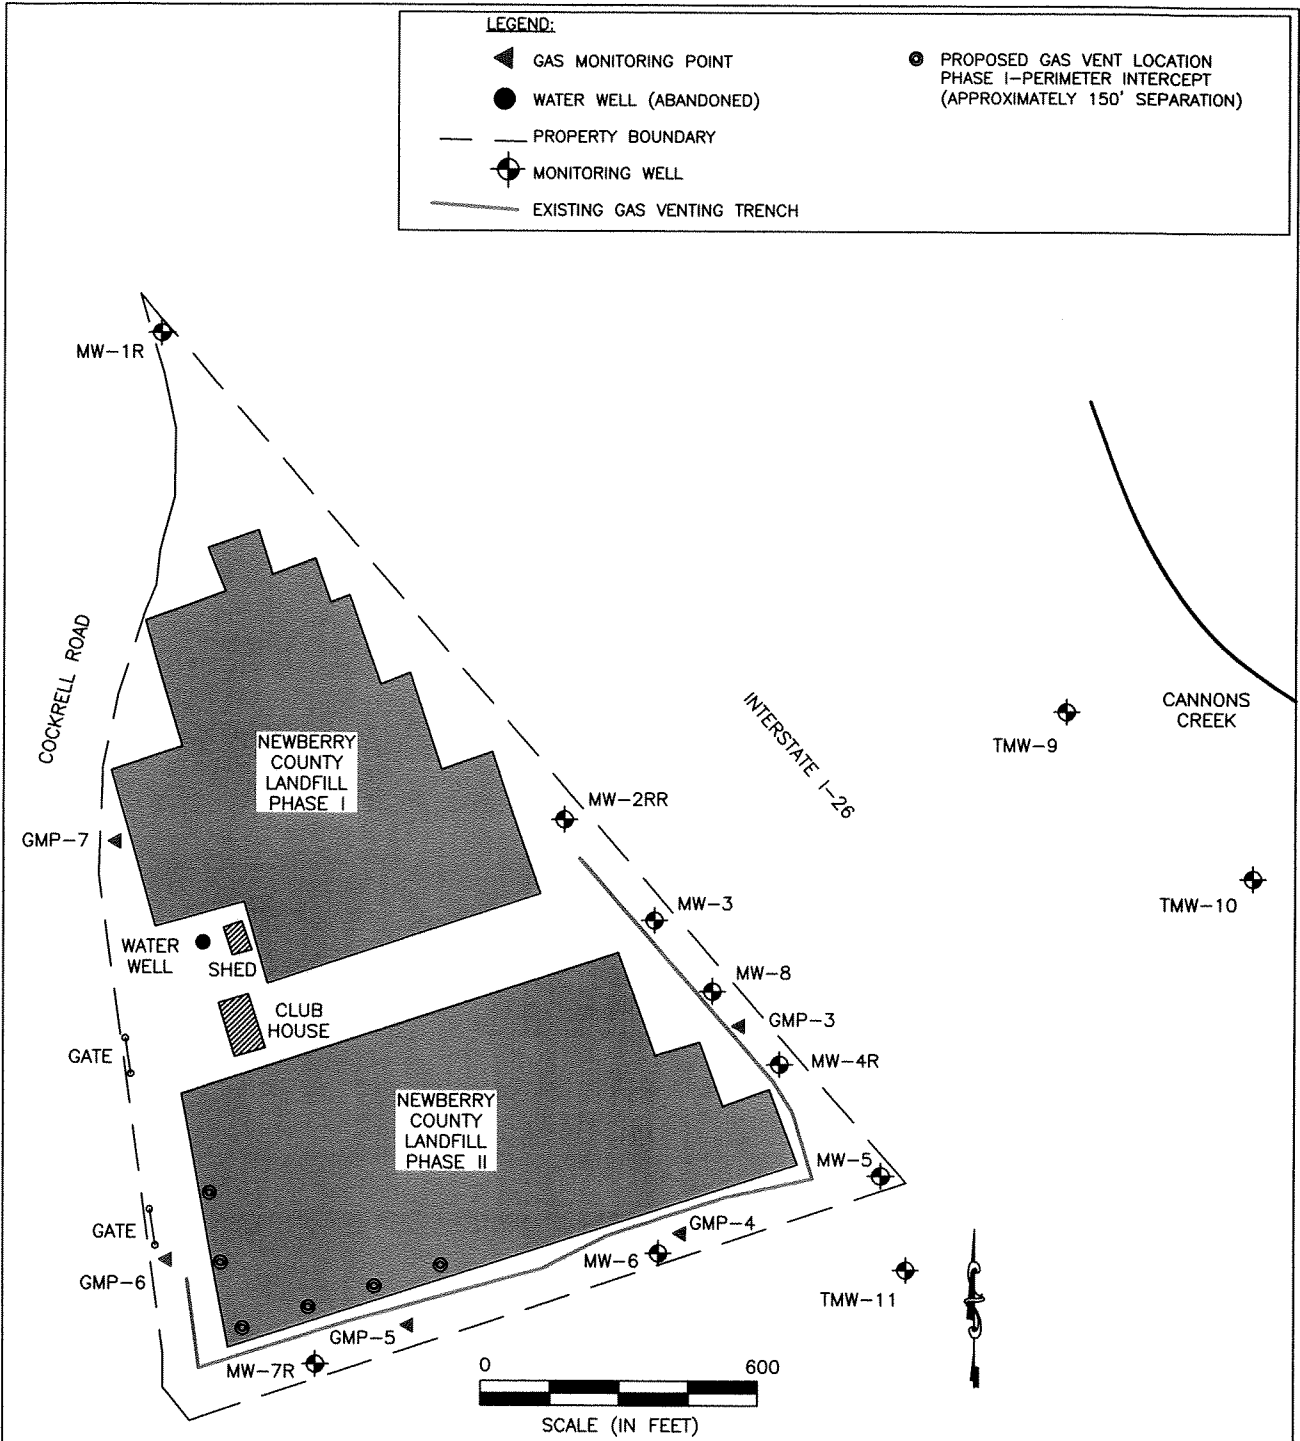 LEGEND:
GAS MONITORING POINT
WATER WELL (ABANDONED)
PROPERTY BOUNDARY
MONITORING WELL
EXISTING GAS VENTING TRENCH
PROPOSED GAS VENT LOCATION
PHASE I-PERIMETER INTERCEPT
(APPROXIMATELY 150' SEPARATION)
MW-1R
COCKRELL ROAD
NEWBERRY
COUNTY
LANDFILL
PHASE I
INTERSTATE I-26
CANNONS
CREEK
TMW-9
MW-2RR
GMP-7
MW-3
TMW-10
WATER
WELL
SHED
MW-8
CLUB
HOUSE
GMP-3
GATE
MW-4R
NEWBERRY
COUNTY
LANDFILL
PHASE II
MW-5
GATE
GMP-4
MW-6
GMP-6
TMW-11
GMP-5
MW-7R
0
600
SCALE (IN FEET)